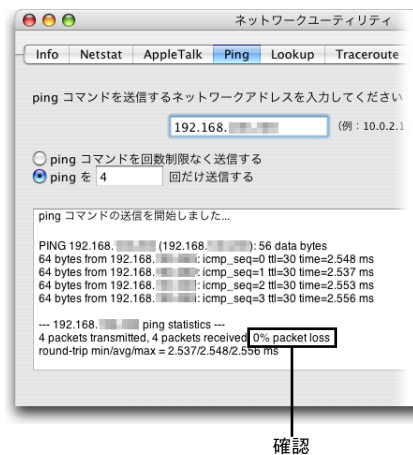 ネットワークユーティリティ
Info Netstat AppleTalk Ping Lookup Traceroute
ping コマンドを送信するネットワークアドレスを入力してください
192.168.
(例：10.0.2.1
ping コマンドを回数制限なく送信する
ping を 4 回だけ送信する
ping コマンドの送信を開始しました...
PING 192.168. (192.168. ): 56 data bytes
64 bytes from 192.168. : icmp_seq=0 ttl=30 time=2.548 ms
64 bytes from 192.168. : icmp_seq=1 ttl=30 time=2.537 ms
64 bytes from 192.168. : icmp_seq=2 ttl=30 time=2.553 ms
64 bytes from 192.168. : icmp_seq=3 ttl=30 time=2.556 ms
--- 192.168. ping statistics ---
4 packets transmitted, 4 packets received, 0% packet loss
round-trip min/avg/max = 2.537/2.548/2.556 ms
確認